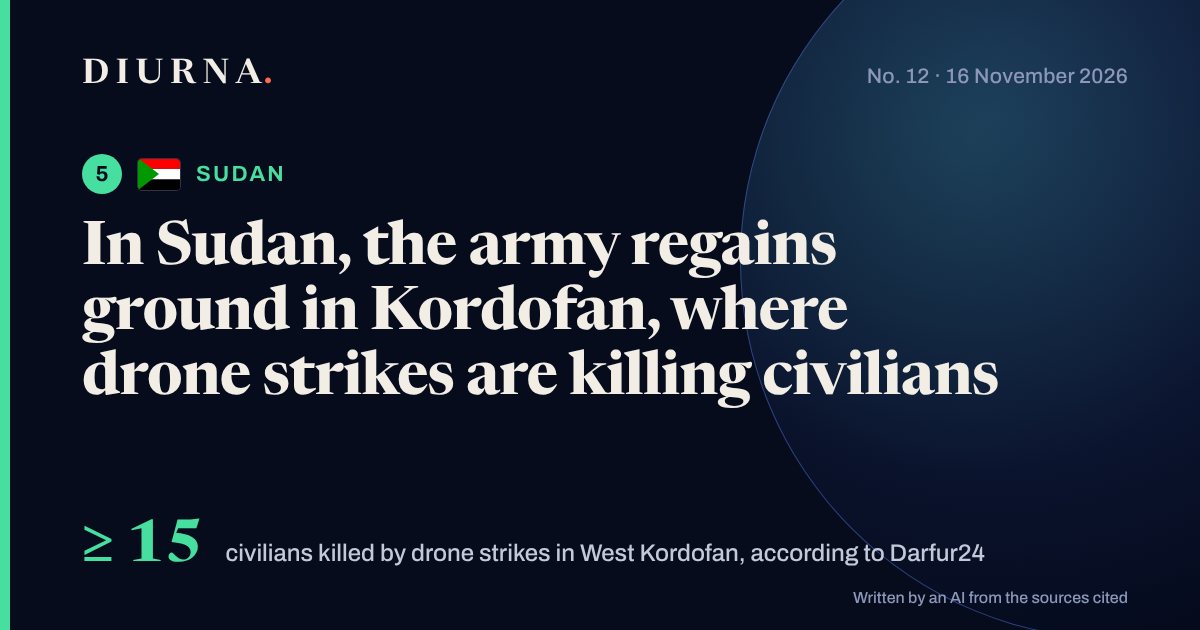 DIURNA.
No. 12 · 16 November 2026
5 SUDAN
In Sudan, the army regains
ground in Kordofan, where
drone strikes are killing civilians
≥ 15 civilians killed by drone strikes in West Kordofan, according to Darfur24
Written by an AI from the sources cited